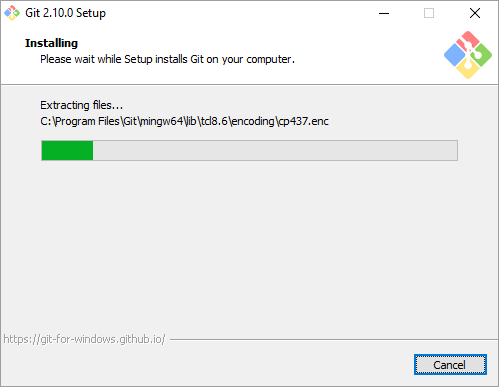 Git 2.10.0 Setup
Installing
Please wait while Setup installs Git on your computer.
Extracting files...
C:\Program Files\Git\mingw64\lib\tcl8.6\encoding\cp437.enc
https://git-for-windows.github.io/
Cancel